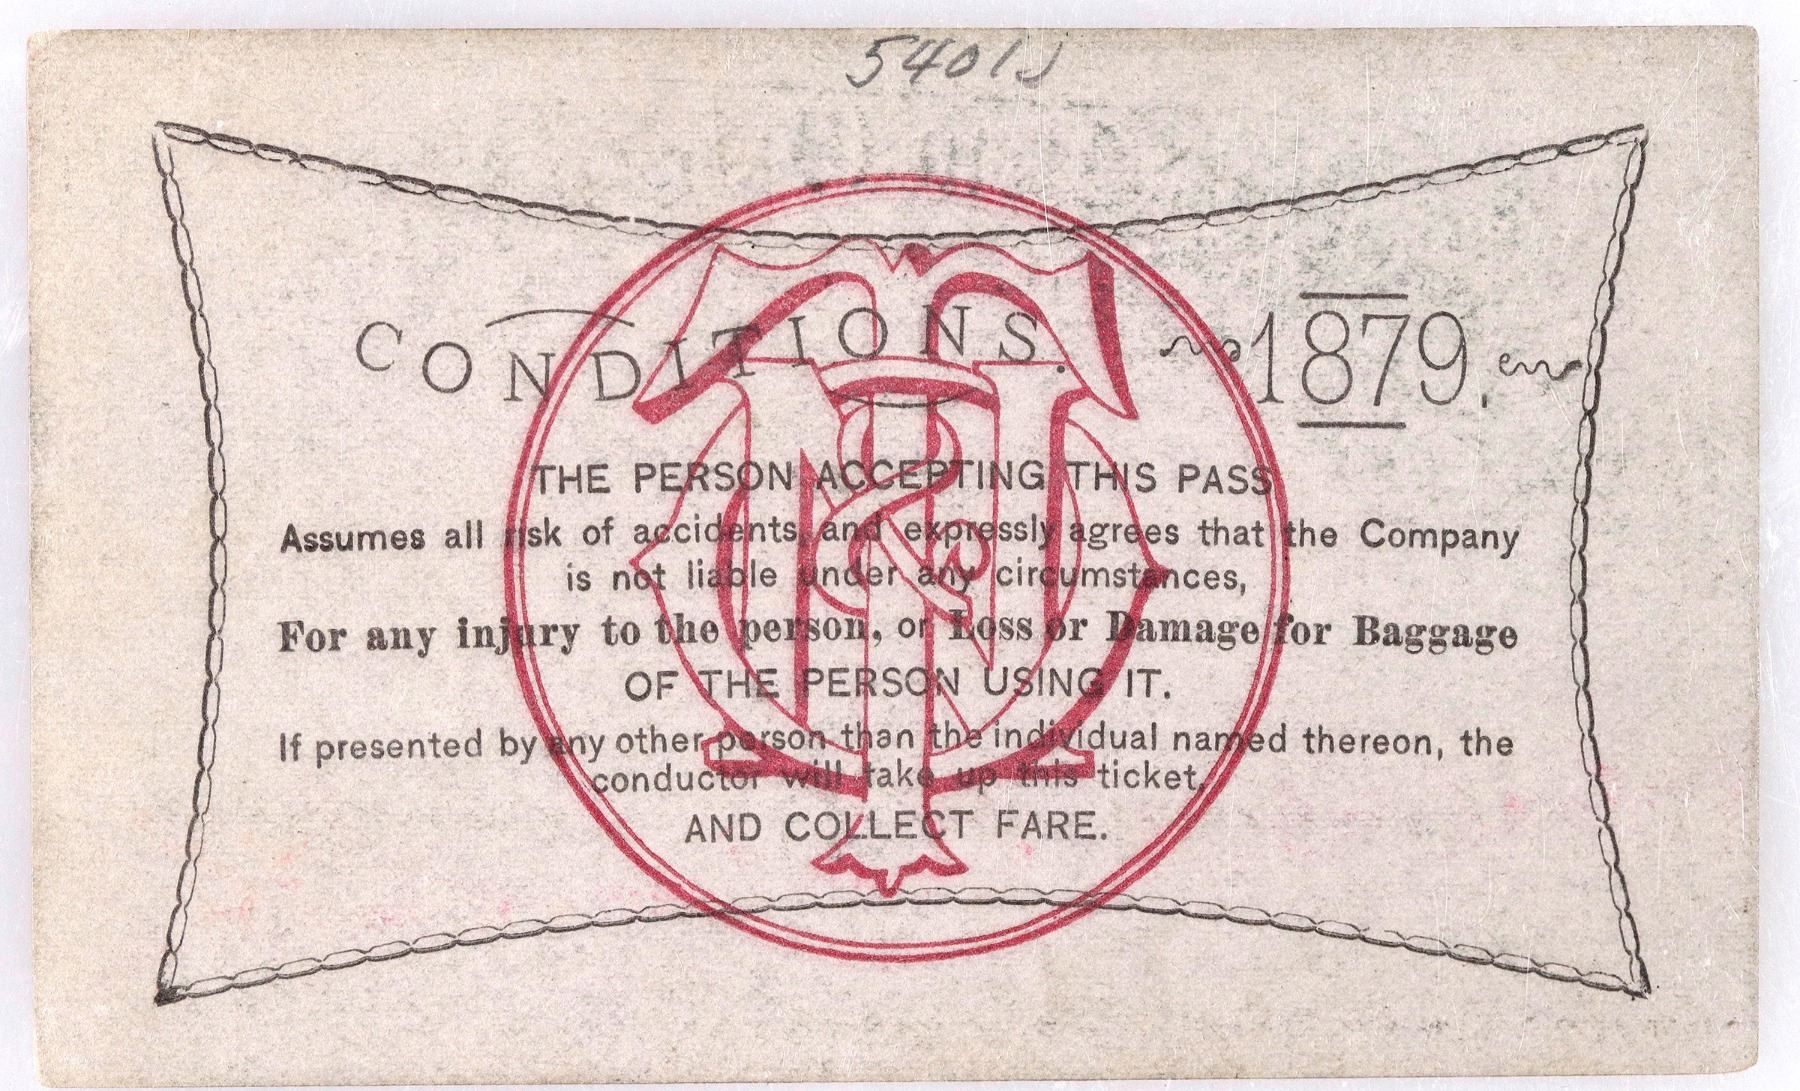 5401J
CONDITIONS. 1879.
THE PERSON ACCEPTING THIS PASS
Assumes all risk of accidents, and expressly agrees that the Company
is not liable under any circumstances,
For any injury to the person, or Loss or Damage for Baggage
OF THE PERSON USING IT.
If presented by any other person than the individual named thereon, the
conductor will take up this ticket,
AND COLLECT FARE.